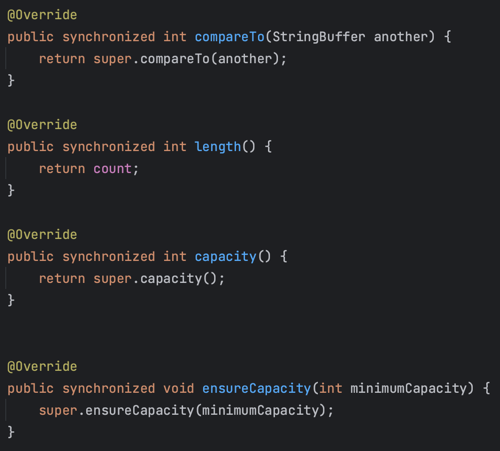 @Override
public synchronized int compareTo(StringBuffer another) {
    return super.compareTo(another);
}
@Override
public synchronized int length() {
    return count;
}
@Override
public synchronized int capacity() {
    return super.capacity();
}
@Override
public synchronized void ensureCapacity(int minimumCapacity) {
    super.ensureCapacity(minimumCapacity);
}